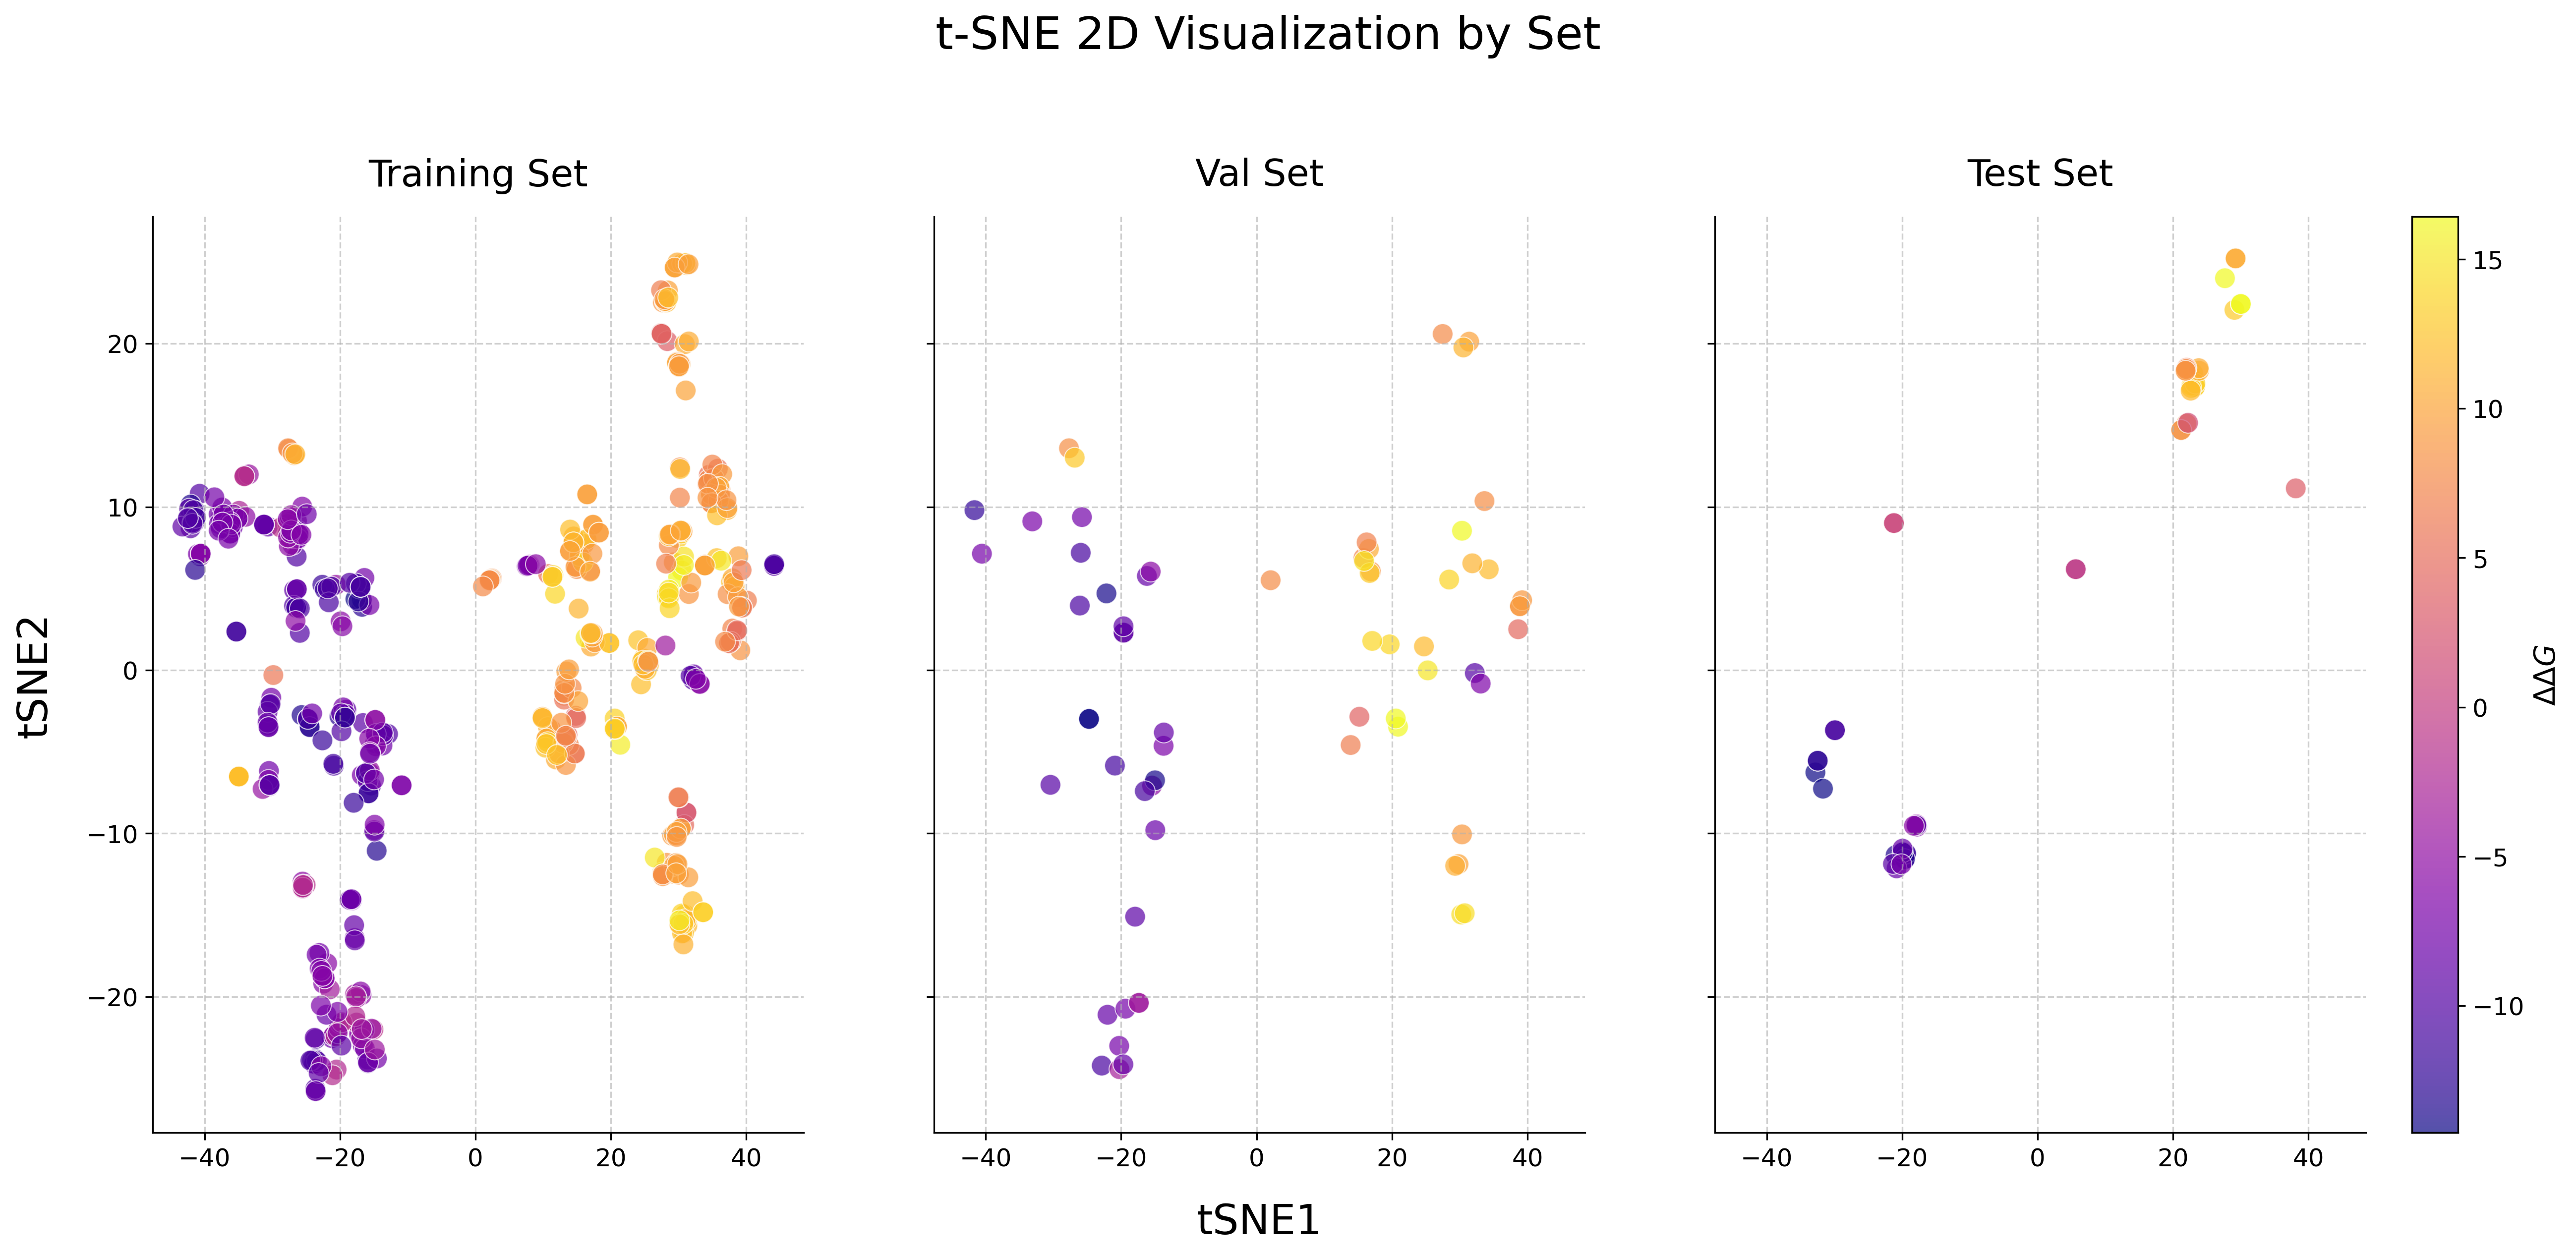 t-SNE 2D Visualization by Set
Training Set
Val Set
Test Set
tSNE2
20
10
0
−10
−20
−40 −20 0 20 40
−40 −20 0 20 40
−40 −20 0 20 40
tSNE1
15
10
5
0
−5
−10
ΔΔG